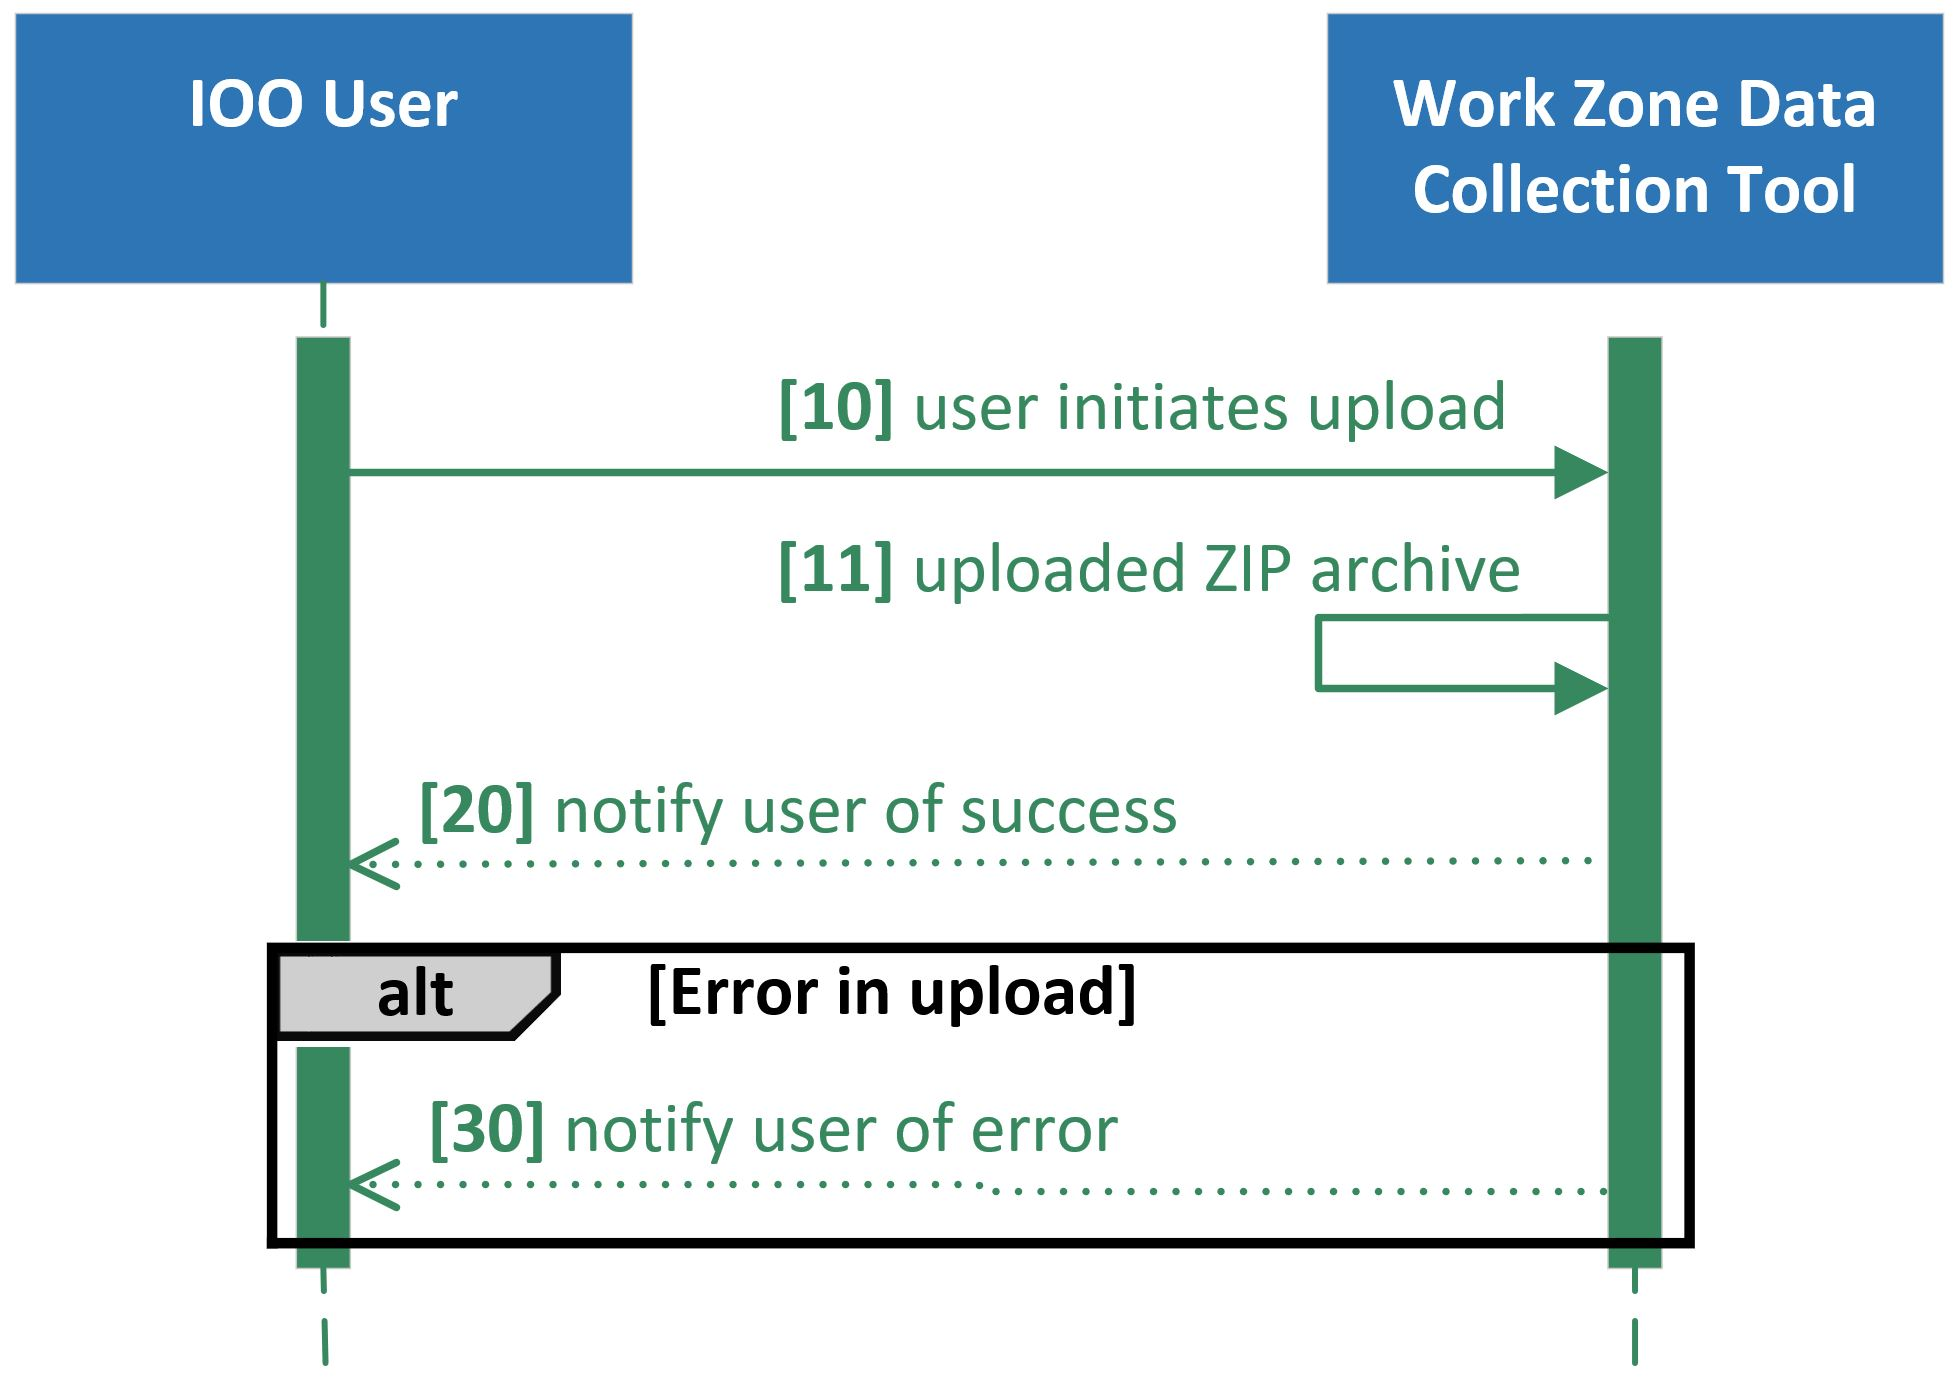 IOO User
Work Zone Data
Collection Tool
[10] user initiates upload
[11] uploaded ZIP archive
[20] notify user of success
alt
[Error in upload]
[30] notify user of error